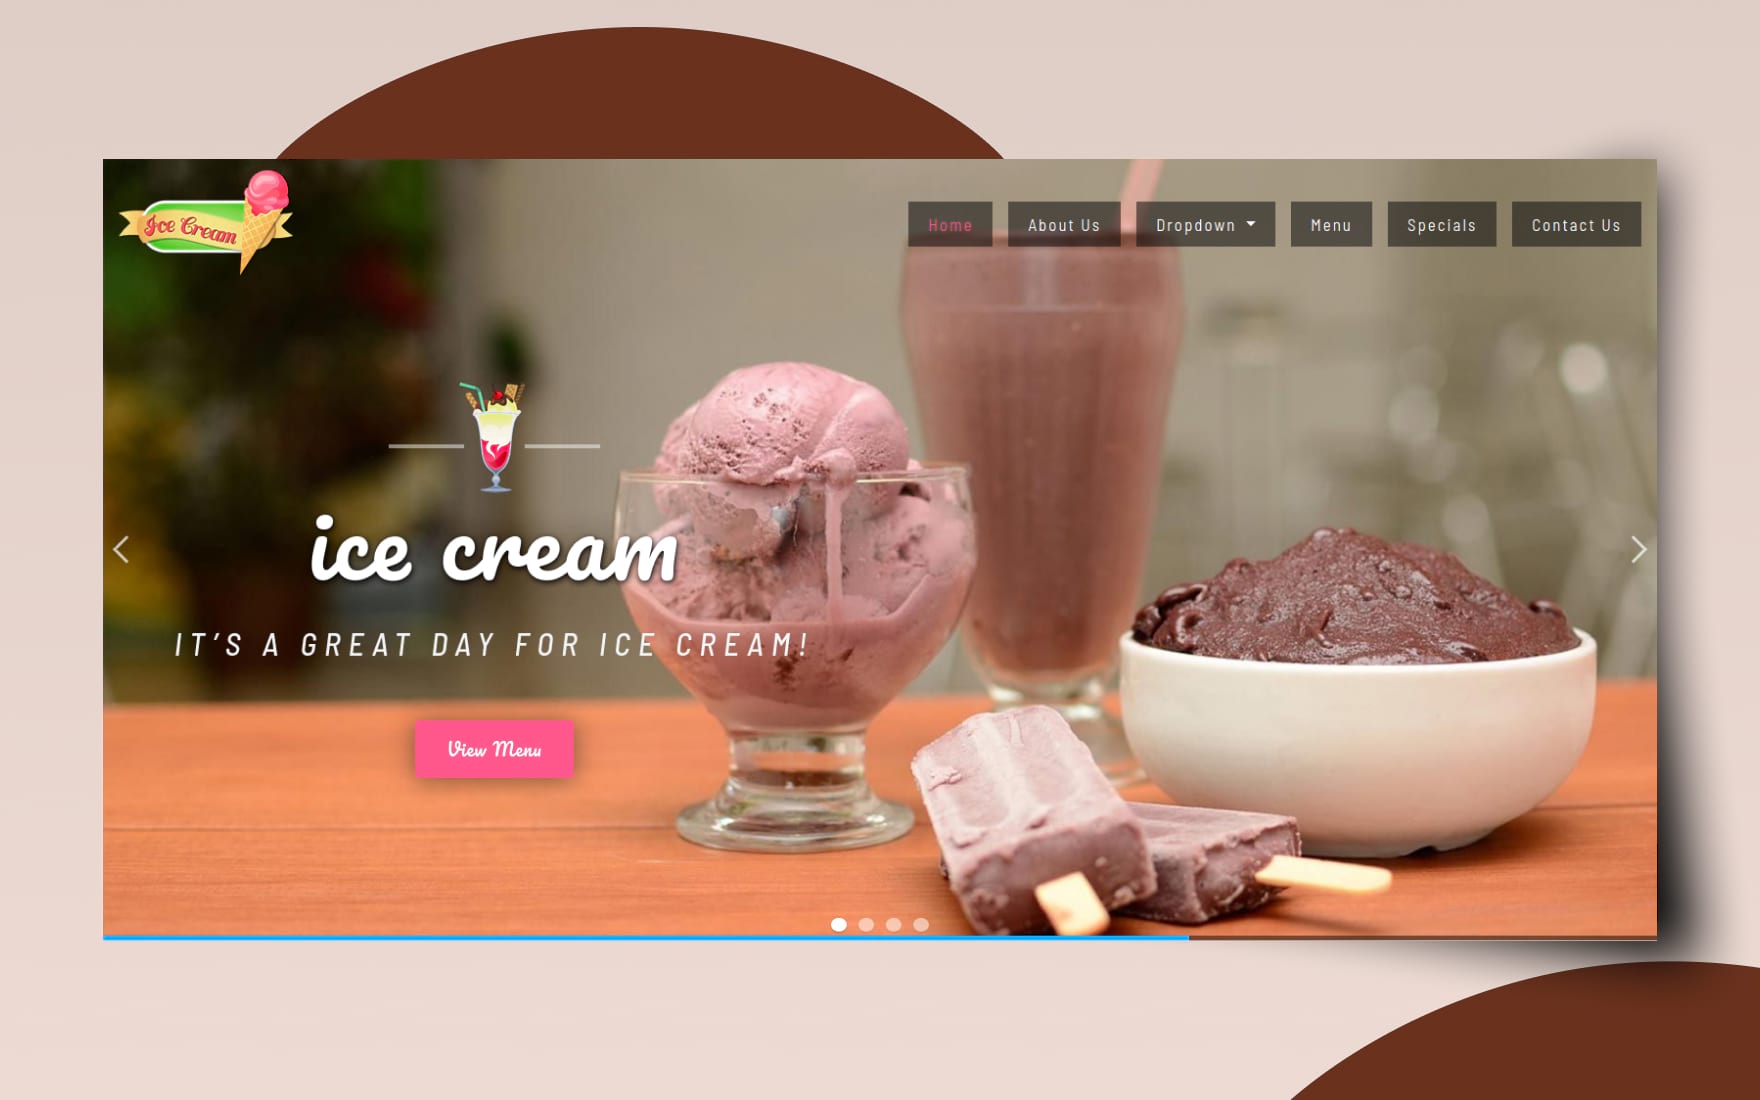 Ice Cream
Home
About Us
Dropdown
Menu
Specials
Contact Us
ice cream
IT'S A GREAT DAY FOR ICE CREAM!
View Menu